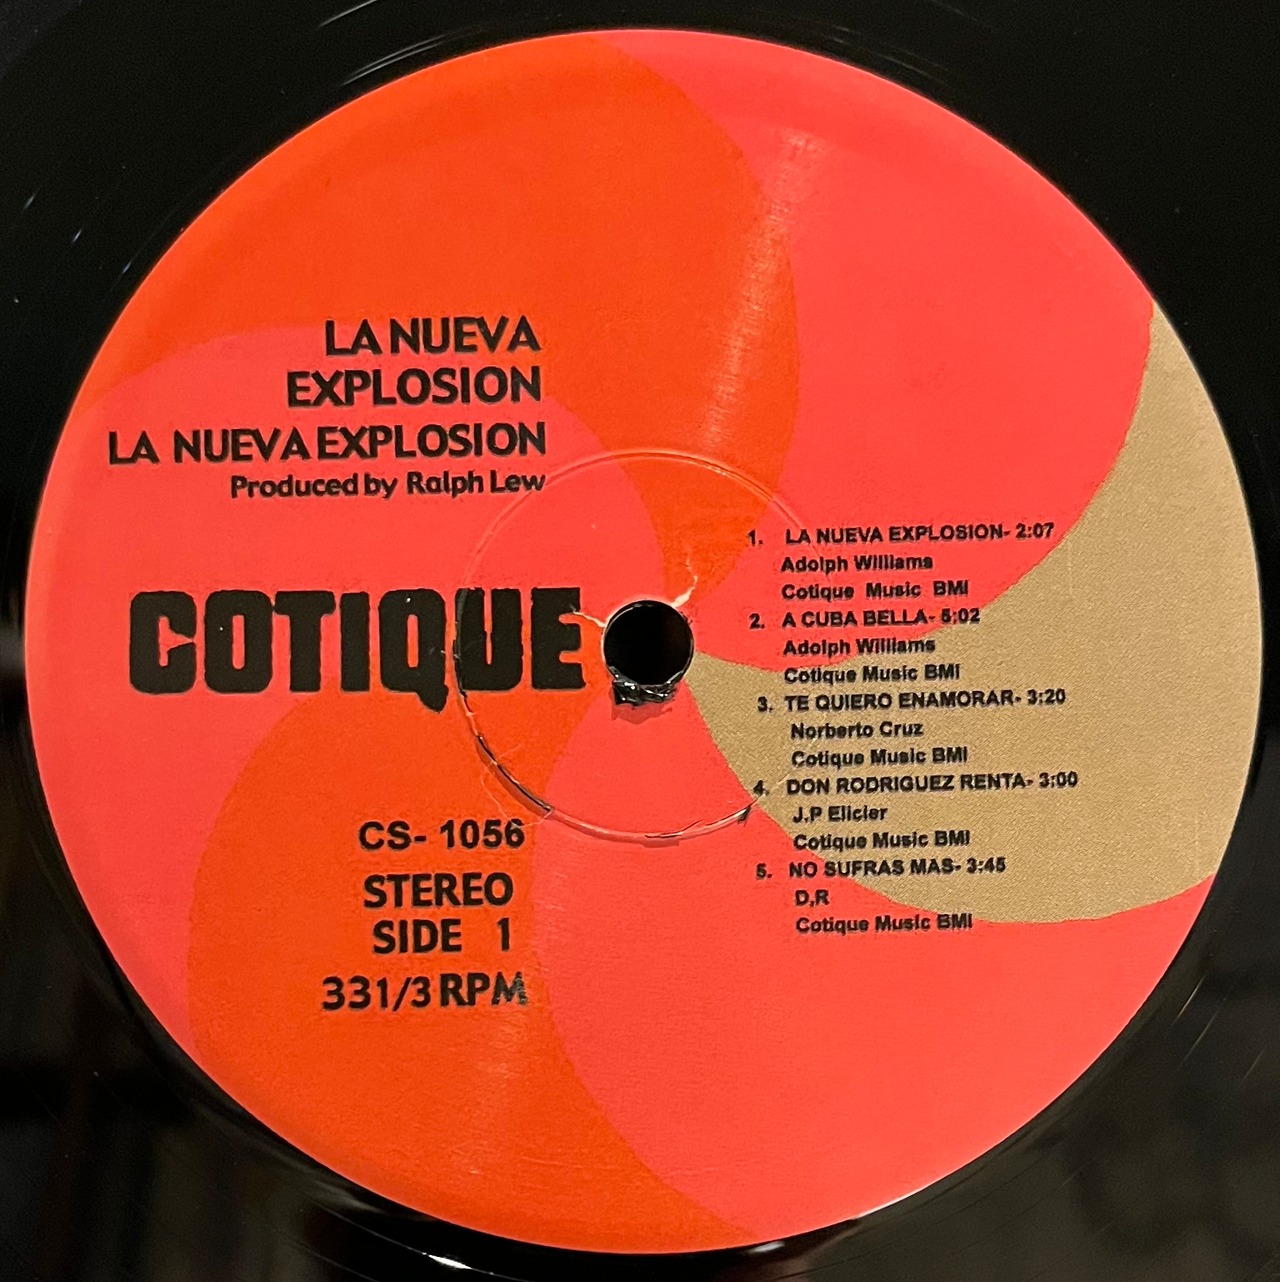 LA NUEVA
EXPLOSION
LA NUEVA EXPLOSION
Produced by Ralph Lew
COTIQUE
CS- 1056
STEREO
SIDE 1
331/3 RPM
1. LA NUEVA EXPLOSION- 2:07
Adolph Williams
Cotique Music BMI
2. A CUBA BELLA- 5:02
Adolph Williams
Cotique Music BMI
3. TE QUIERO ENAMORAR- 3:20
Norberto Cruz
Cotique Music BMI
4. DON RODRIGUEZ RENTA- 3:00
J.P Elicier
Cotique Music BMI
5. NO SUFRAS MAS- 3:45
D,R
Cotique Music BMI